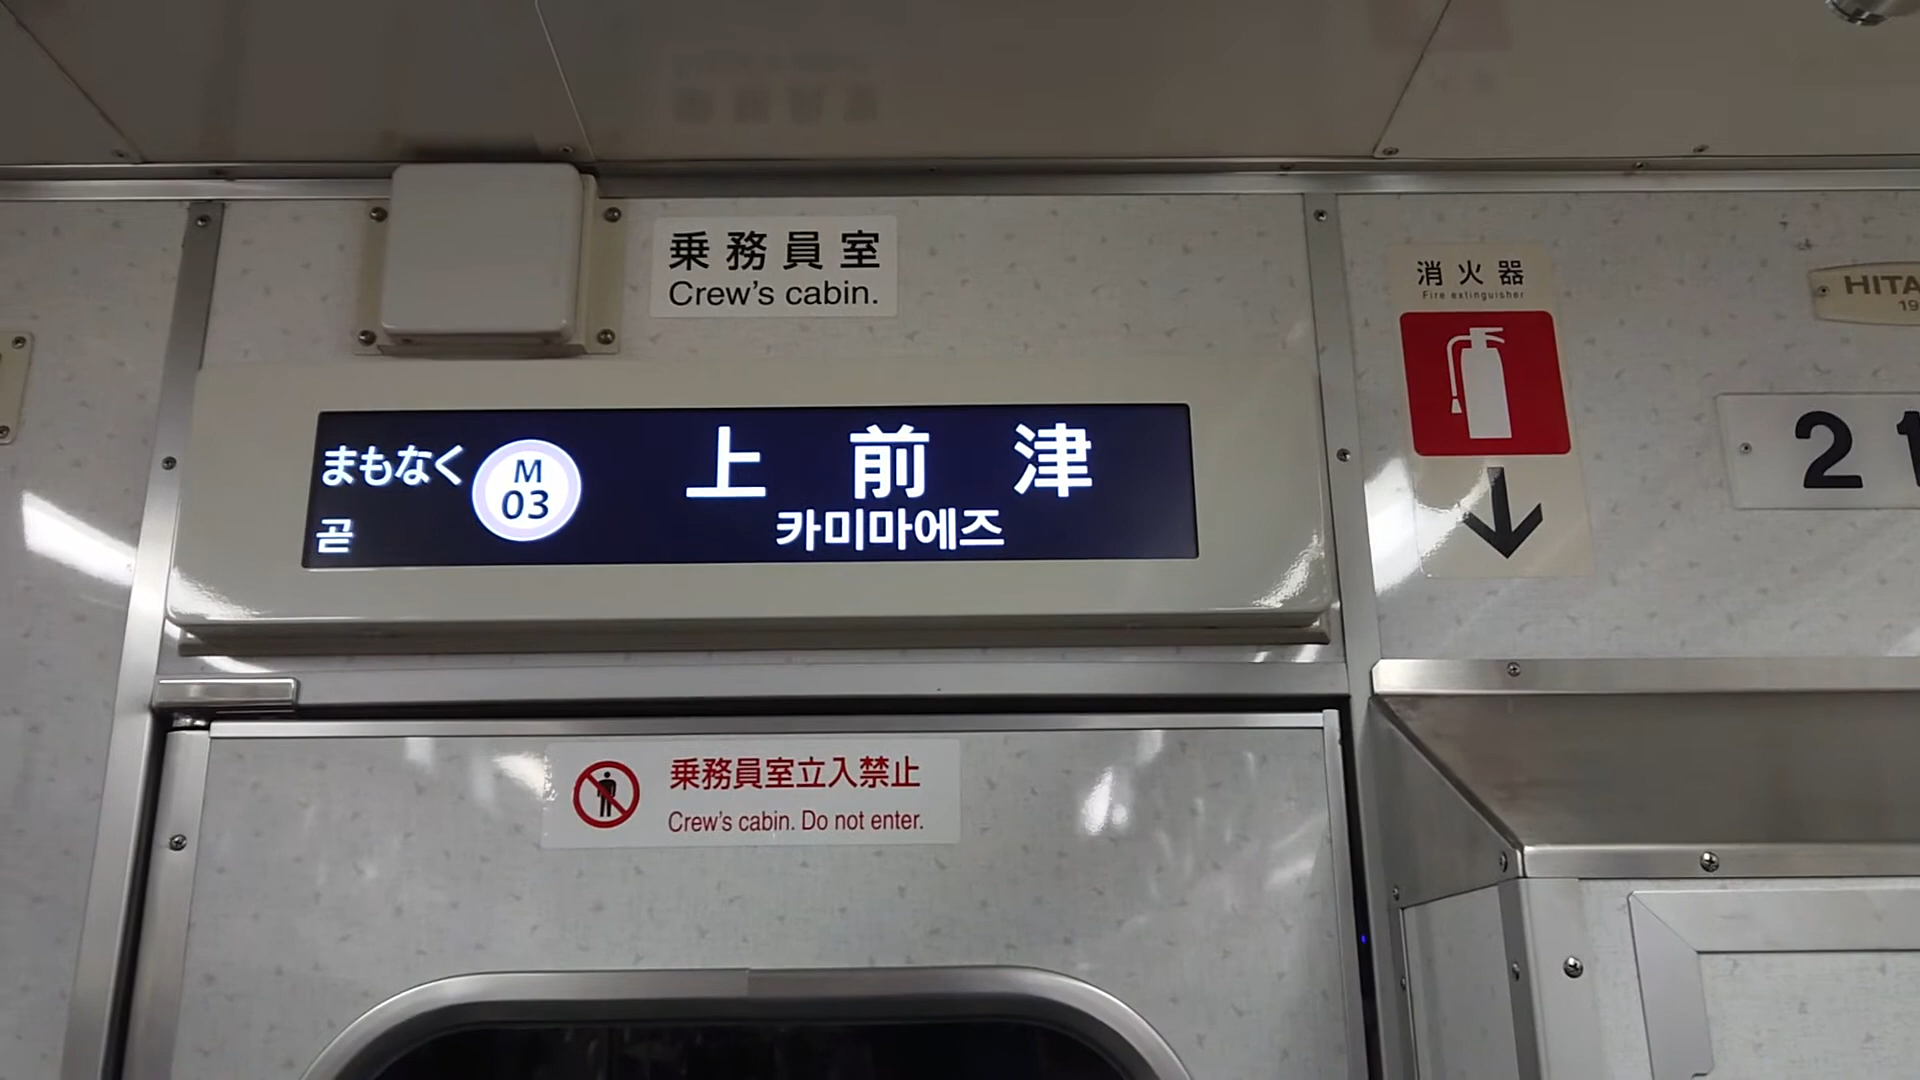 乗務員室
Crew's cabin.
消火器
Fire extinguisher
まもなく
곧
M
03
上前津
카미마에즈
乗務員室立入禁止
Crew's cabin. Do not enter.